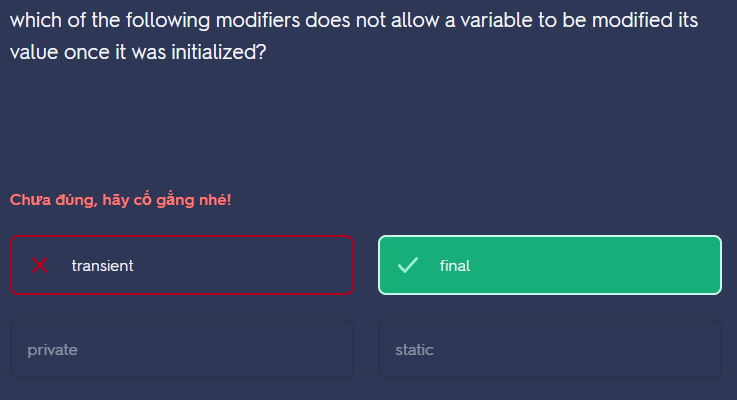 which of the following modifiers does not allow a variable to be modified its
value once it was initialized?
Chưa đúng, hãy cố gắng nhé!
transient
final
private
static